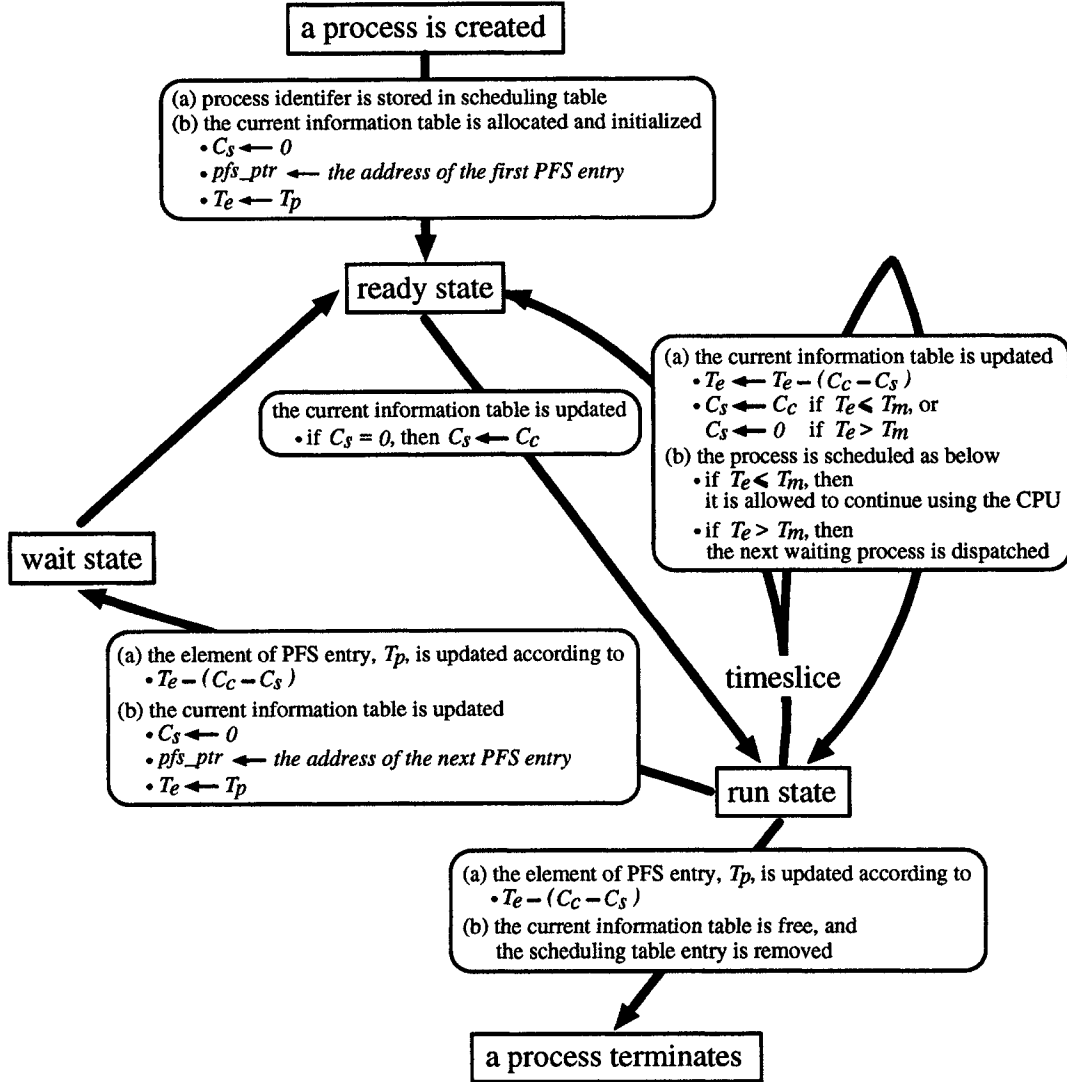 a process is created
(a) process identifer is stored in scheduling table
(b) the current information table is allocated and initialized
• Cs ← 0
• pfs_ptr ← the address of the first PFS entry
• Te ← Tp
ready state
(a) the current information table is updated
• Te ← Te – (Cc – Cs)
• Cs ← Cc if Te ⩽ Tm, or
Cs ← 0 if Te > Tm
(b) the process is scheduled as below
• if Te ⩽ Tm, then
it is allowed to continue using the CPU
• if Te > Tm, then
the next waiting process is dispatched
the current information table is updated
• if Cs = 0, then Cs ← Cc
wait state
(a) the element of PFS entry, Tp, is updated according to
• Te – (Cc – Cs)
(b) the current information table is updated
• Cs ← 0
• pfs_ptr ← the address of the next PFS entry
• Te ← Tp
timeslice
run state
(a) the element of PFS entry, Tp, is updated according to
• Te – (Cc – Cs)
(b) the current information table is free, and
the scheduling table entry is removed
a process terminates